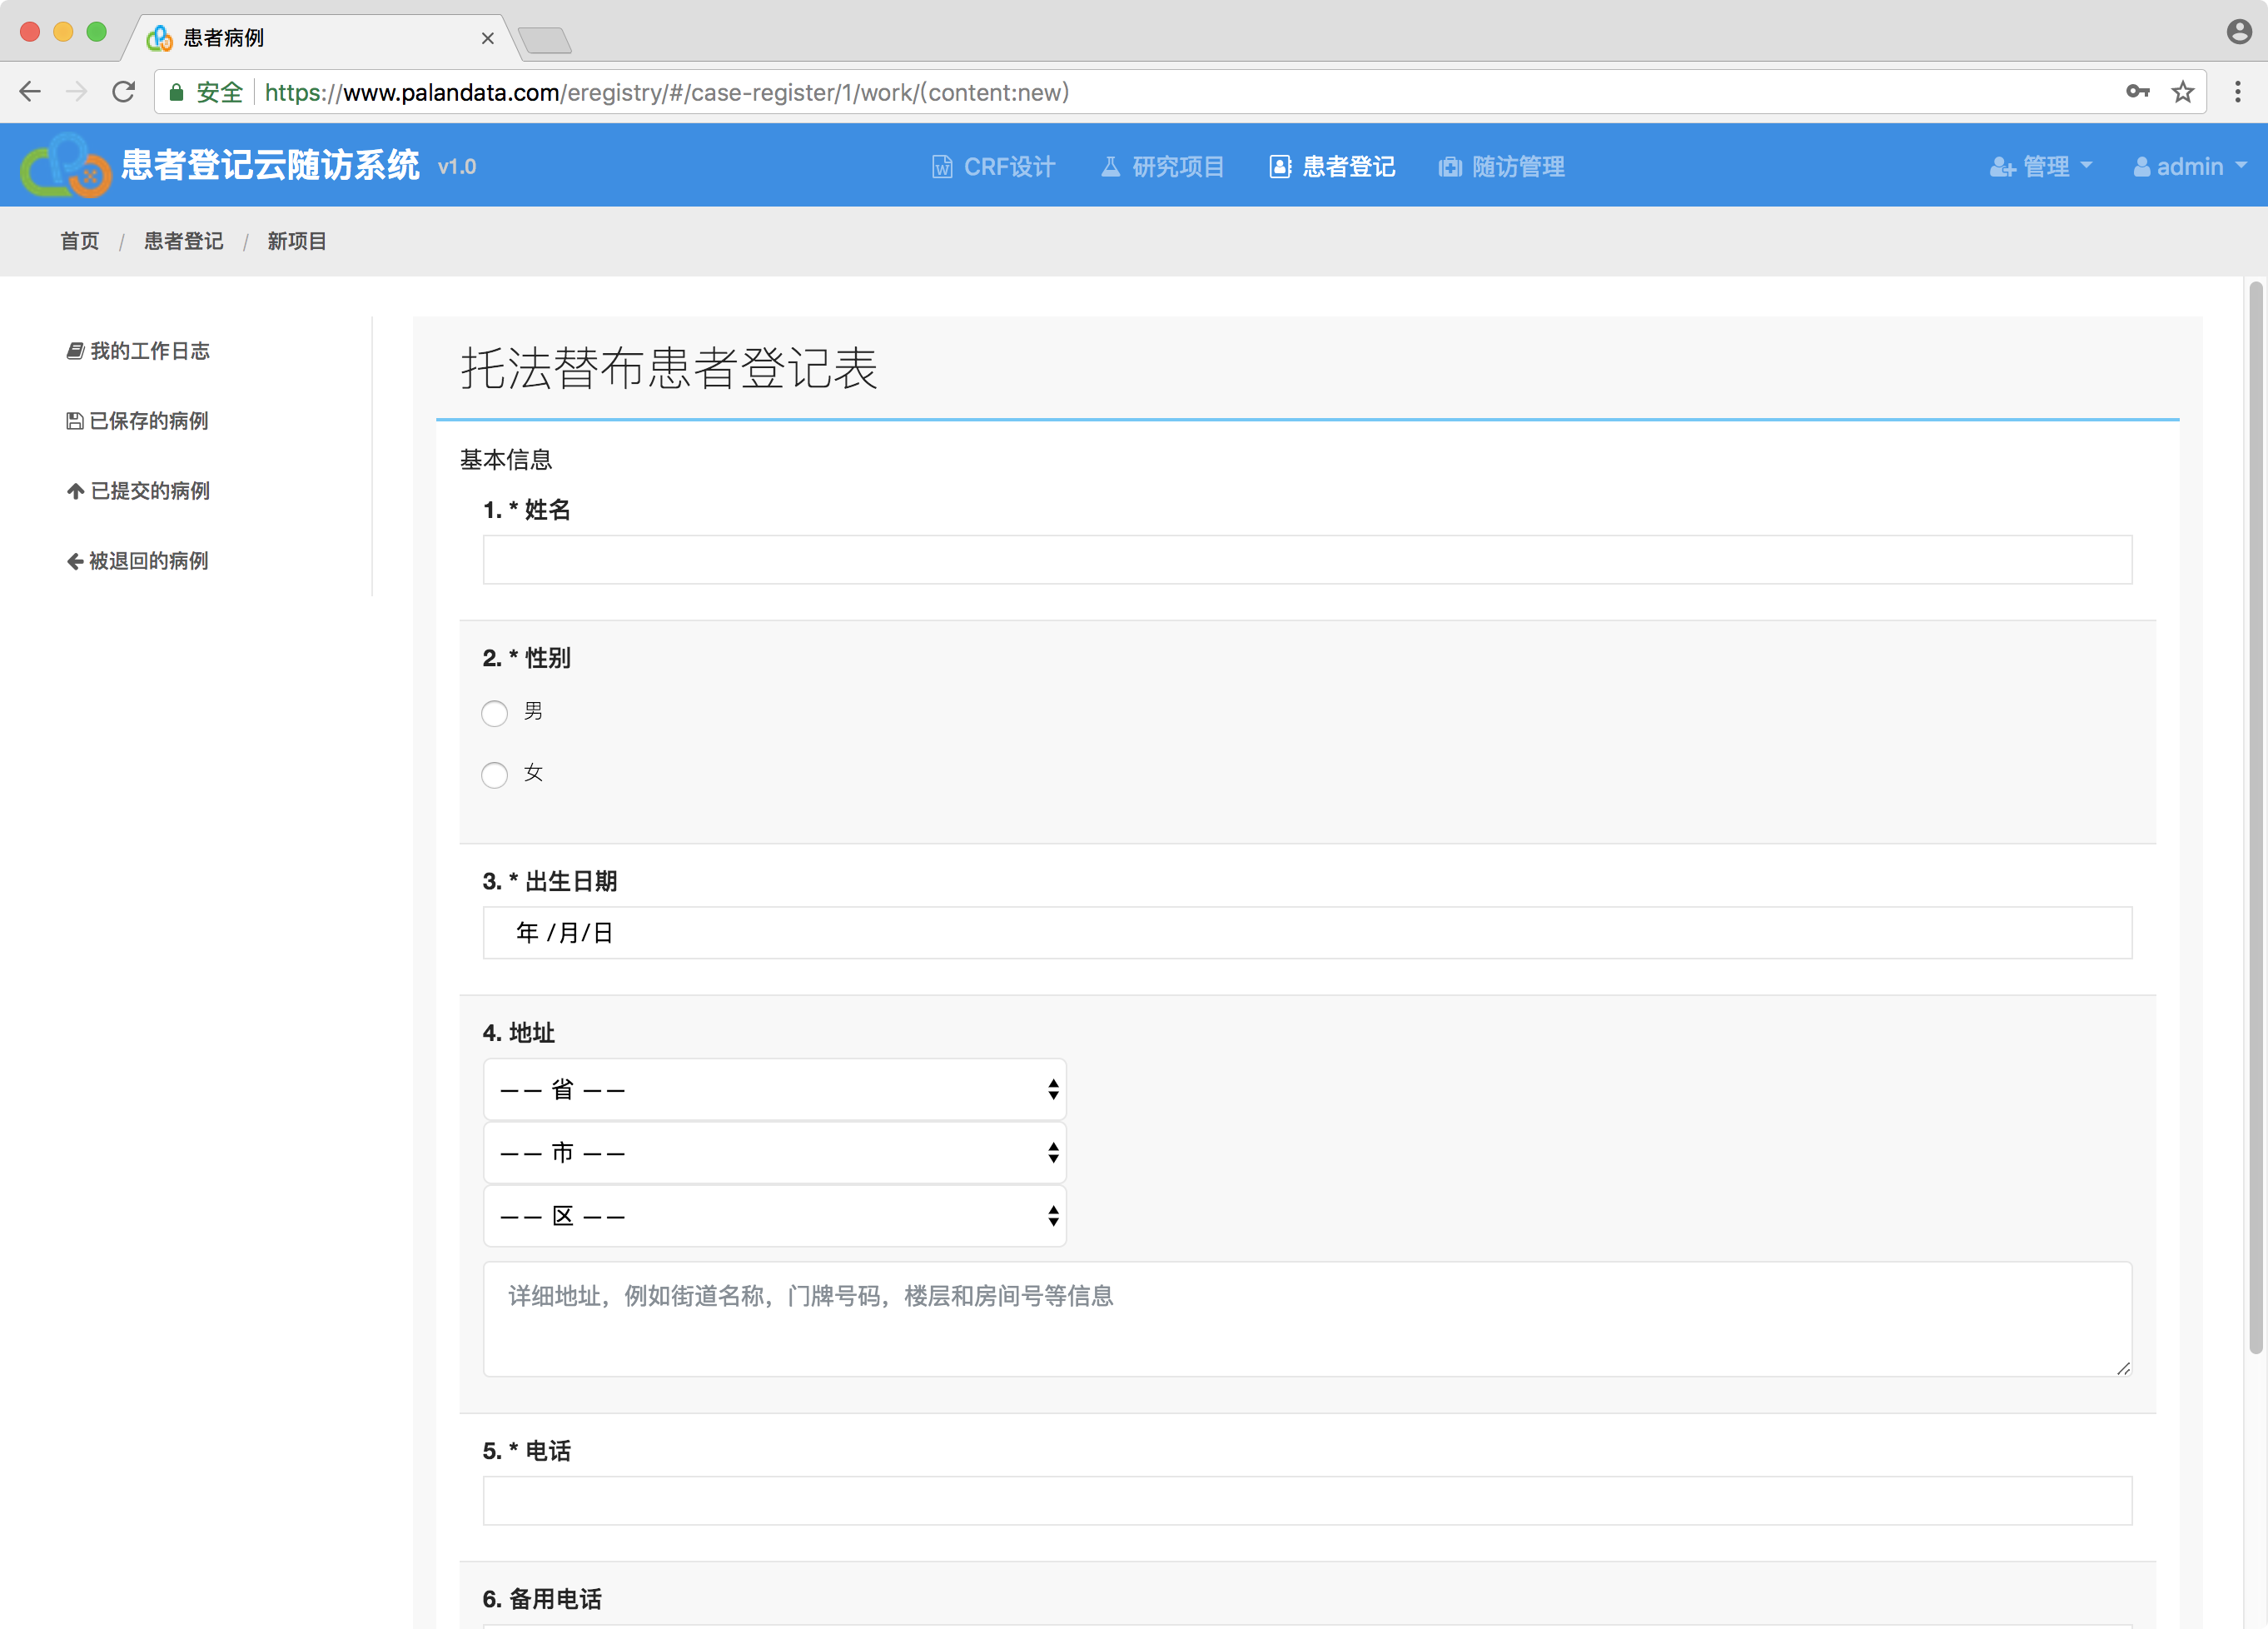 患者病例
安全 https://www.palandata.com/eregistry/#/case-register/1/work/(content:new)
患者登记云随访系统 v1.0 CRF设计 研究项目 患者登记 随访管理 管理 admin
首页 / 患者登记 / 新项目
我的工作日志
已保存的病例
已提交的病例
被退回的病例
托法替布患者登记表
基本信息
1. * 姓名
2. * 性别
男
女
3. * 出生日期
年 /月/日
4. 地址
—— 省 ——
—— 市 ——
—— 区 ——
详细地址，例如街道名称，门牌号码，楼层和房间号等信息
5. * 电话
6. 备用电话